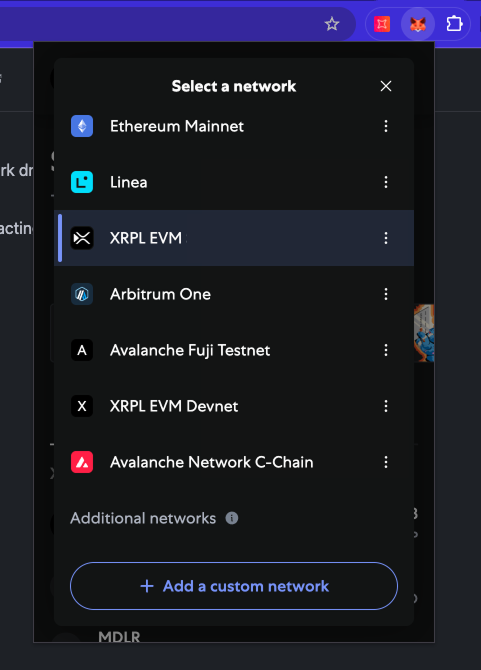 Select a network
Ethereum Mainnet
rk dr
Linea
actin
XRPL EVM
Arbitrum One
A Avalanche Fuji Testnet
X XRPL EVM Devnet
Avalanche Network C-Chain
Additional networks
+ Add a custom network
MDLR